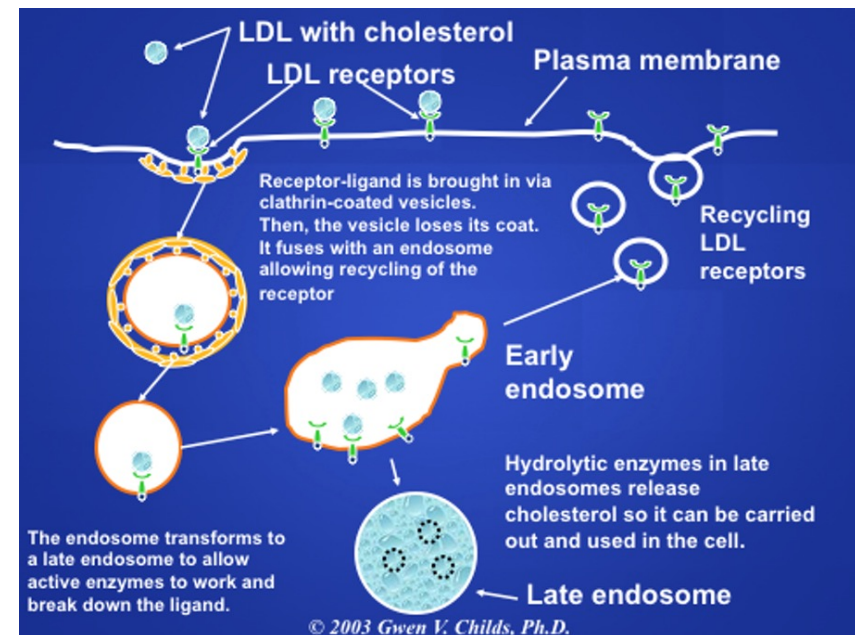 LDL with cholesterol
LDL receptors
Plasma membrane
Receptor-ligand is brought in via
clathrin-coated vesicles.
Then, the vesicle loses its coat.
It fuses with an endosome
allowing recycling of the
receptor
Recycling
LDL
receptors
Early
endosome
Hydrolytic enzymes in late
endosomes release
cholesterol so it can be carried
out and used in the cell.
The endosome transforms to
a late endosome to allow
active enzymes to work and
break down the ligand.
Late endosome
© 2003 Gwen V. Childs, Ph.D.